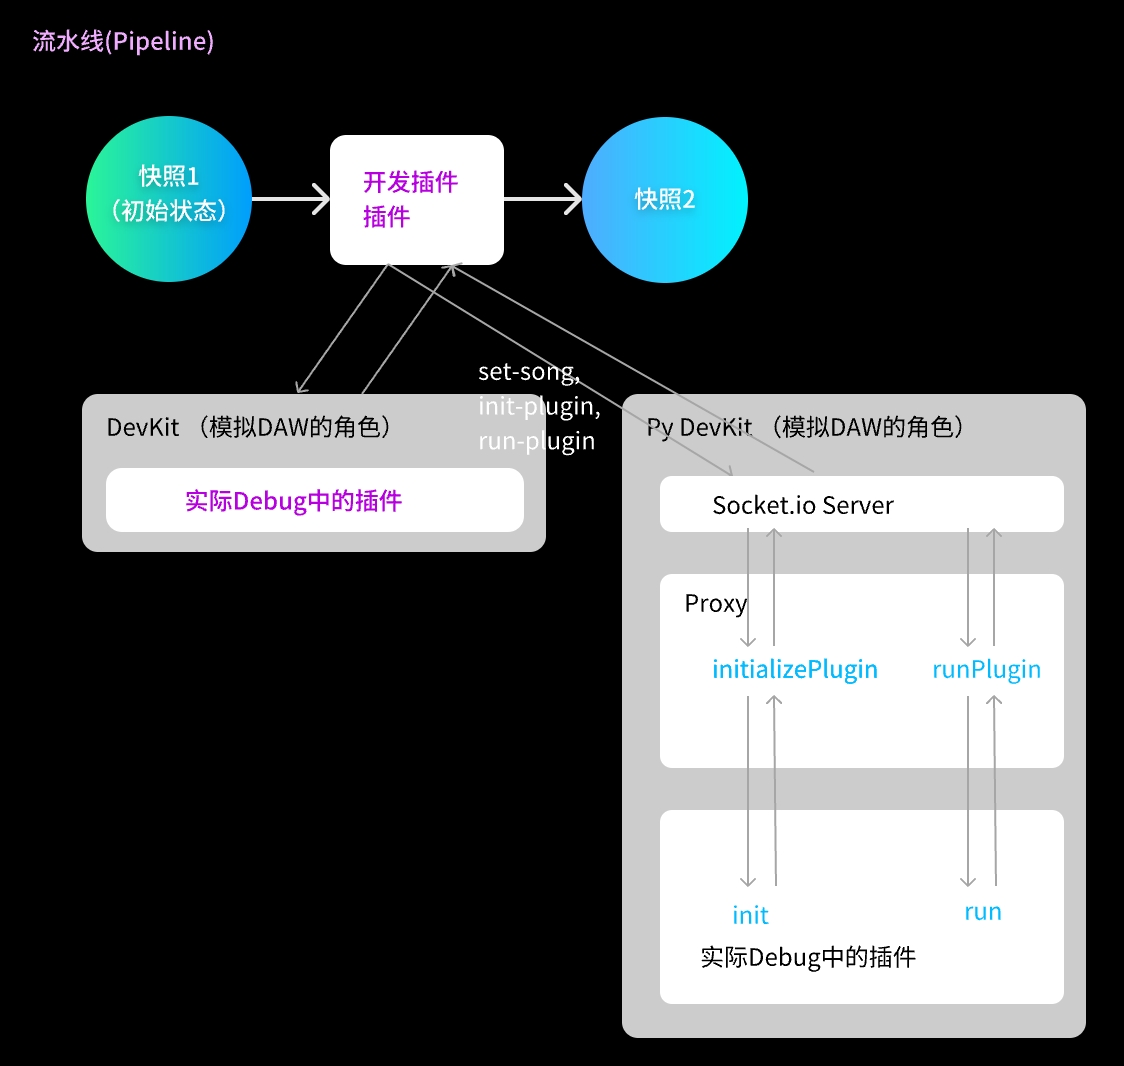 流水线(Pipeline)
快照1
（初始状态）
开发插件
插件
快照2
set-song,
init-plugin,
run-plugin
DevKit （模拟DAW的角色）
实际Debug中的插件
Py DevKit （模拟DAW的角色）
Socket.io Server
Proxy
initializePlugin
runPlugin
init
run
实际Debug中的插件